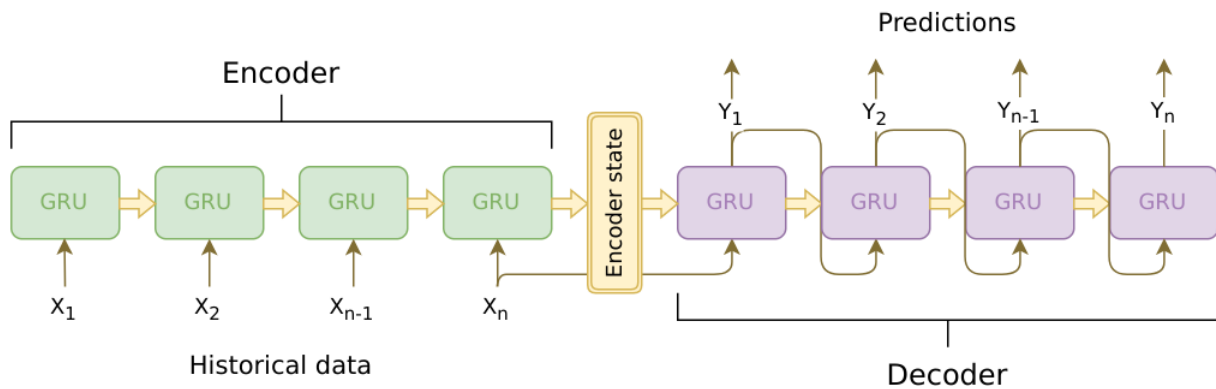 Predictions
Encoder
Y1 Y2 Yn-1 Yn
GRU GRU GRU GRU
Encoder state
GRU GRU GRU GRU
X1 X2 Xn-1 Xn
Historical data
Decoder